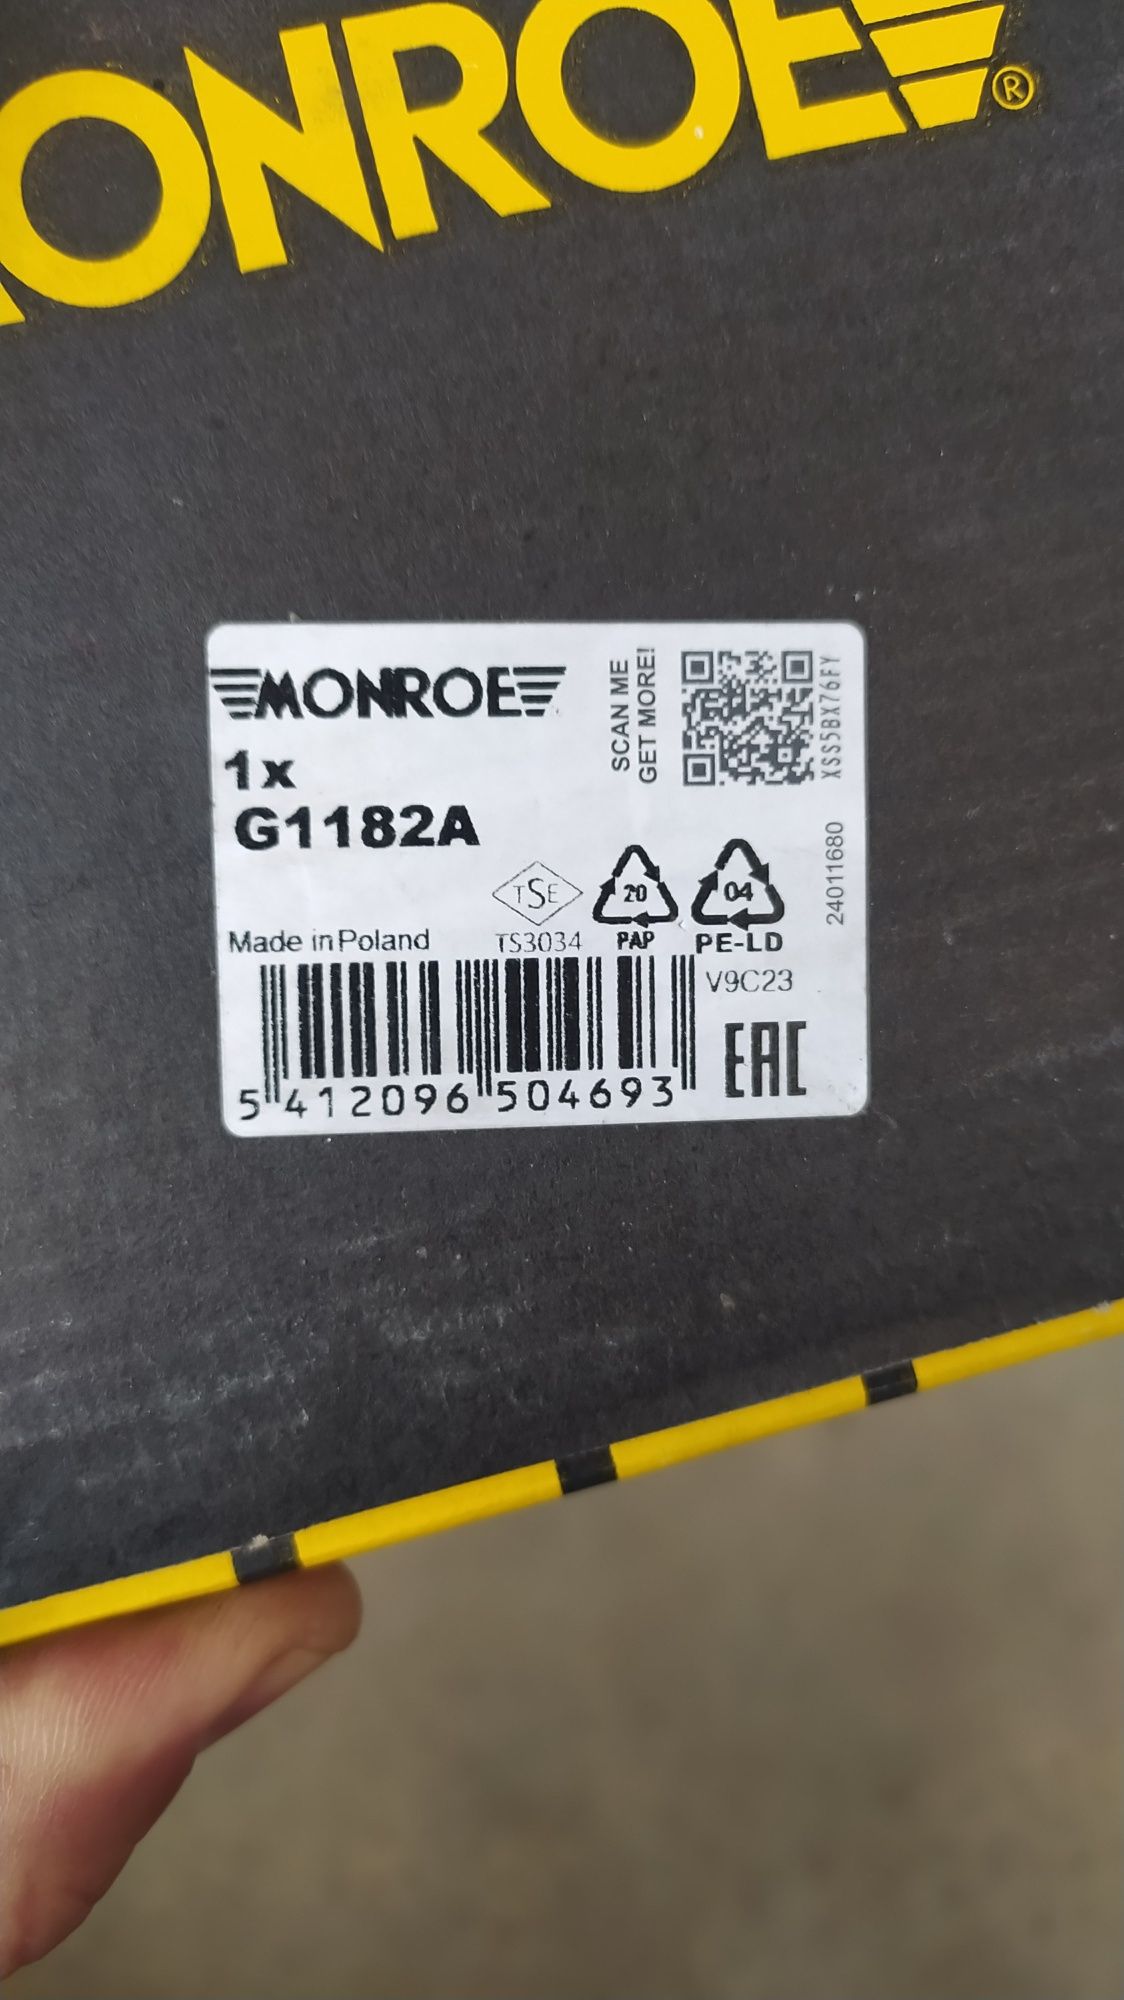 MONROE®
MONROE
SCAN ME
GET MORE!
XSS5BX76FY
1x
G1182A
24011680
TSE
20
04
Made in Poland
TS3034
PAP
PE-LD
V9C23
EAC
5 412096 504693